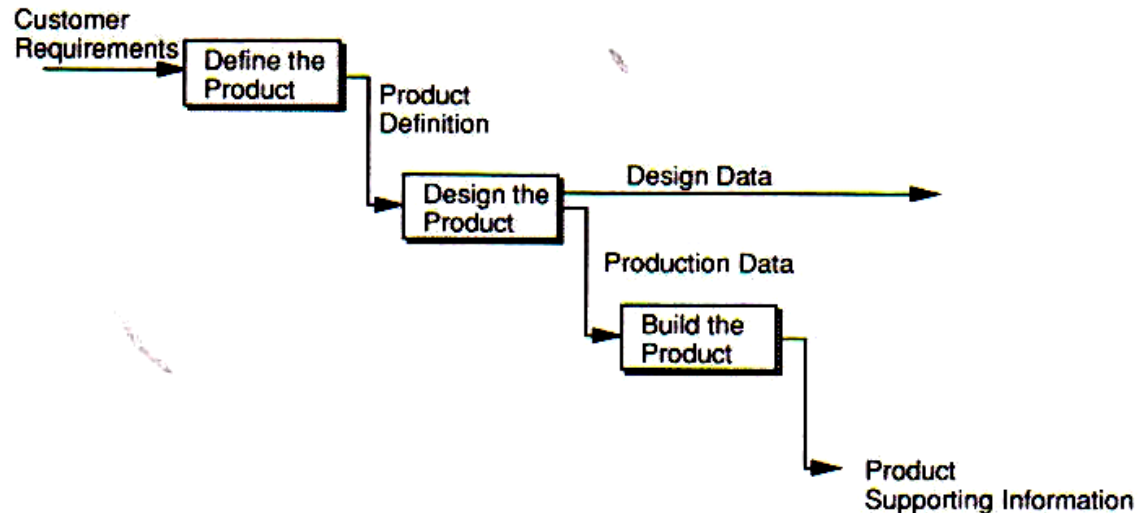 Customer
Requirements
Define the
Product
Product
Definition
Design the
Product
Design Data
Production Data
Build the
Product
Product
Supporting Information